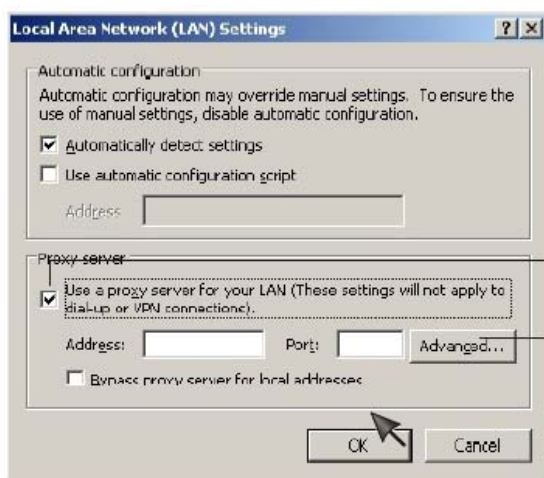 Local Area Network (LAN) Settings
Automatic configuration
Automatic configuration may override manual settings. To ensure the
use of manual settings, disable automatic configuration.
Automatically detect settings
Use automatic configuration script
Address
Proxy server
Use a proxy server for your LAN (These settings will not apply to
dial-up or VPN connections).
Address:
Port:
Advanced...
Bypass proxy server for local addresses
OK
Cancel